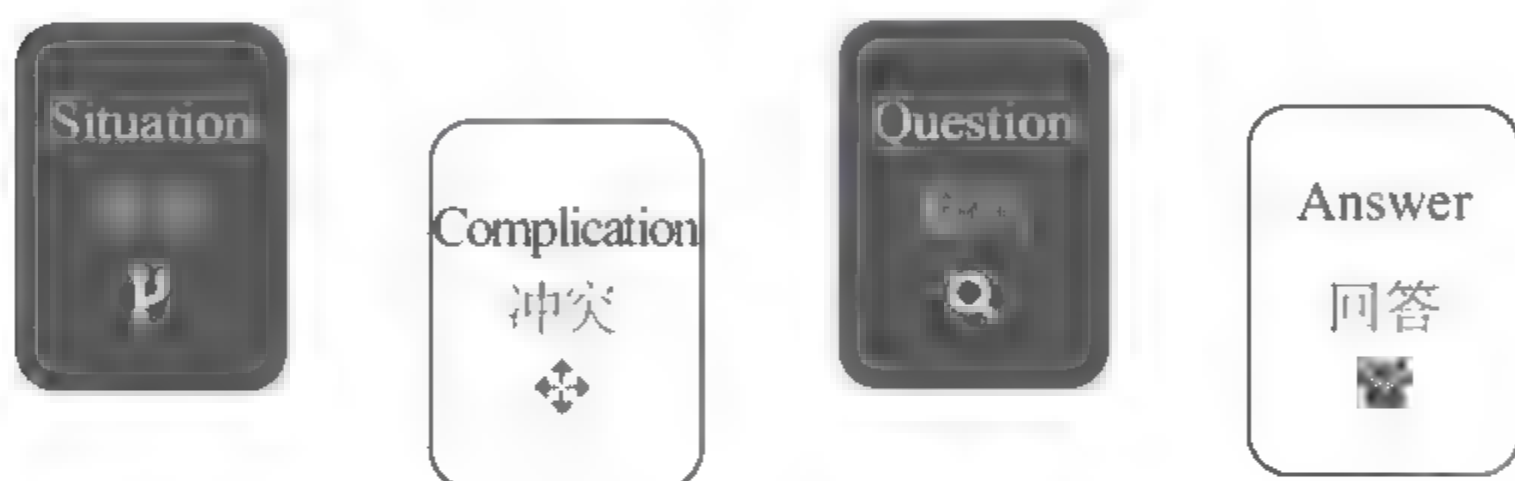 Situation
Complication
冲突
Question
Answer
回答